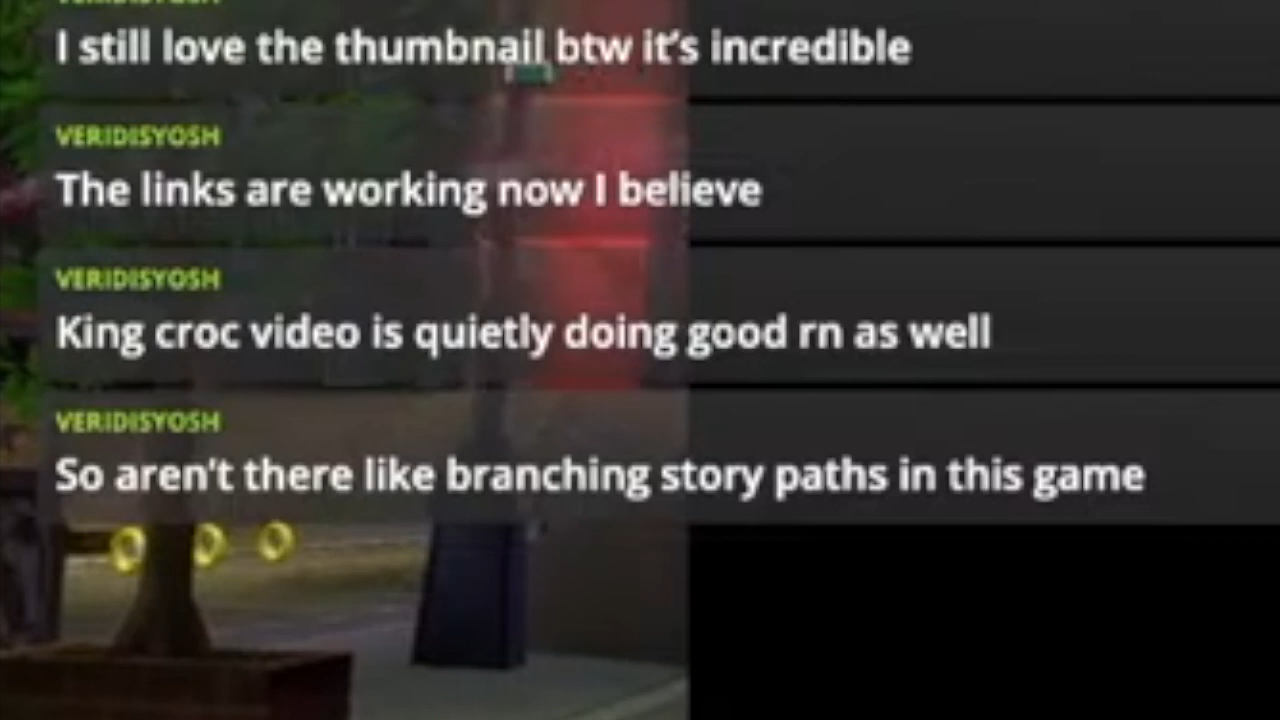 VERIDISYOSH
I still love the thumbnail btw it's incredible
VERIDISYOSH
The links are working now I believe
VERIDISYOSH
King croc video is quietly doing good rn as well
VERIDISYOSH
So aren't there like branching story paths in this game